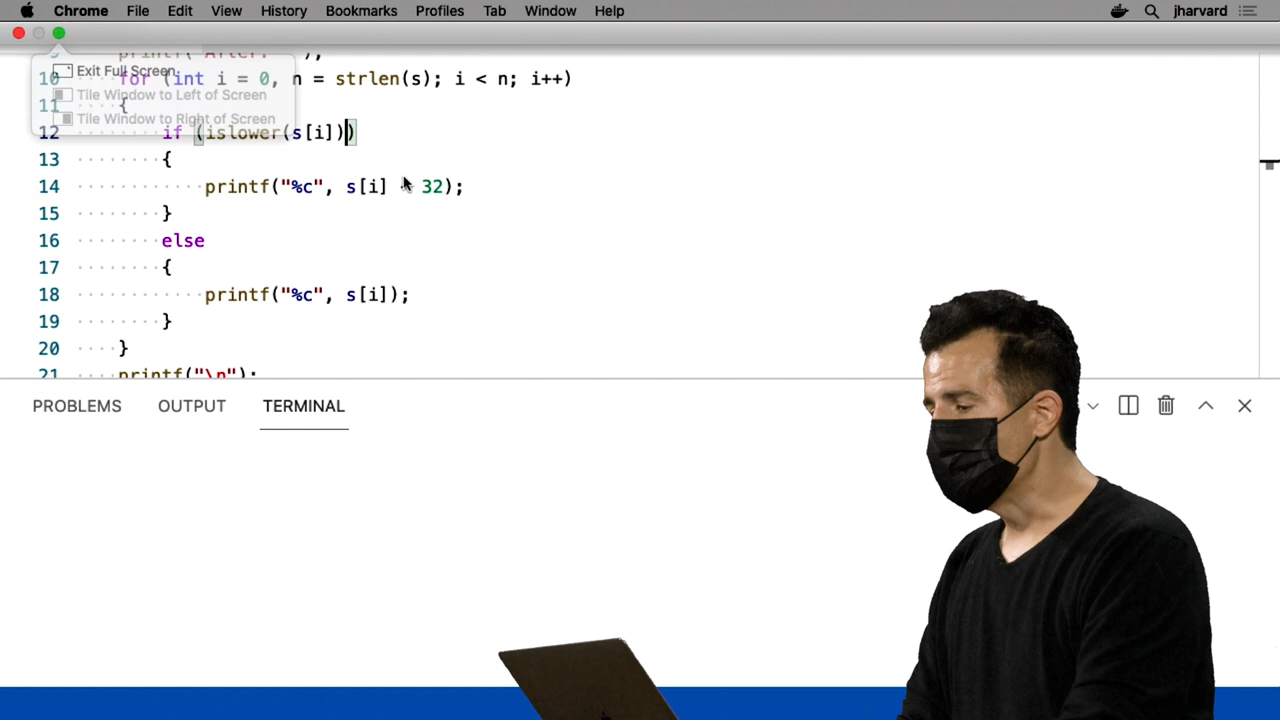 Chrome File Edit View History Bookmarks Profiles Tab Window Help jharvard
printf("After: ");
Exit Full Screen
10 for (int i = 0, n = strlen(s); i < n; i++)
Tile Window to Left of Screen
11 {
Tile Window to Right of Screen
12 if (islower(s[i]))
13 {
14 printf("%c", s[i] 32);
15 }
16 else
17 {
18 printf("%c", s[i]);
19 }
20 }
21 printf("\n");
PROBLEMS OUTPUT TERMINAL